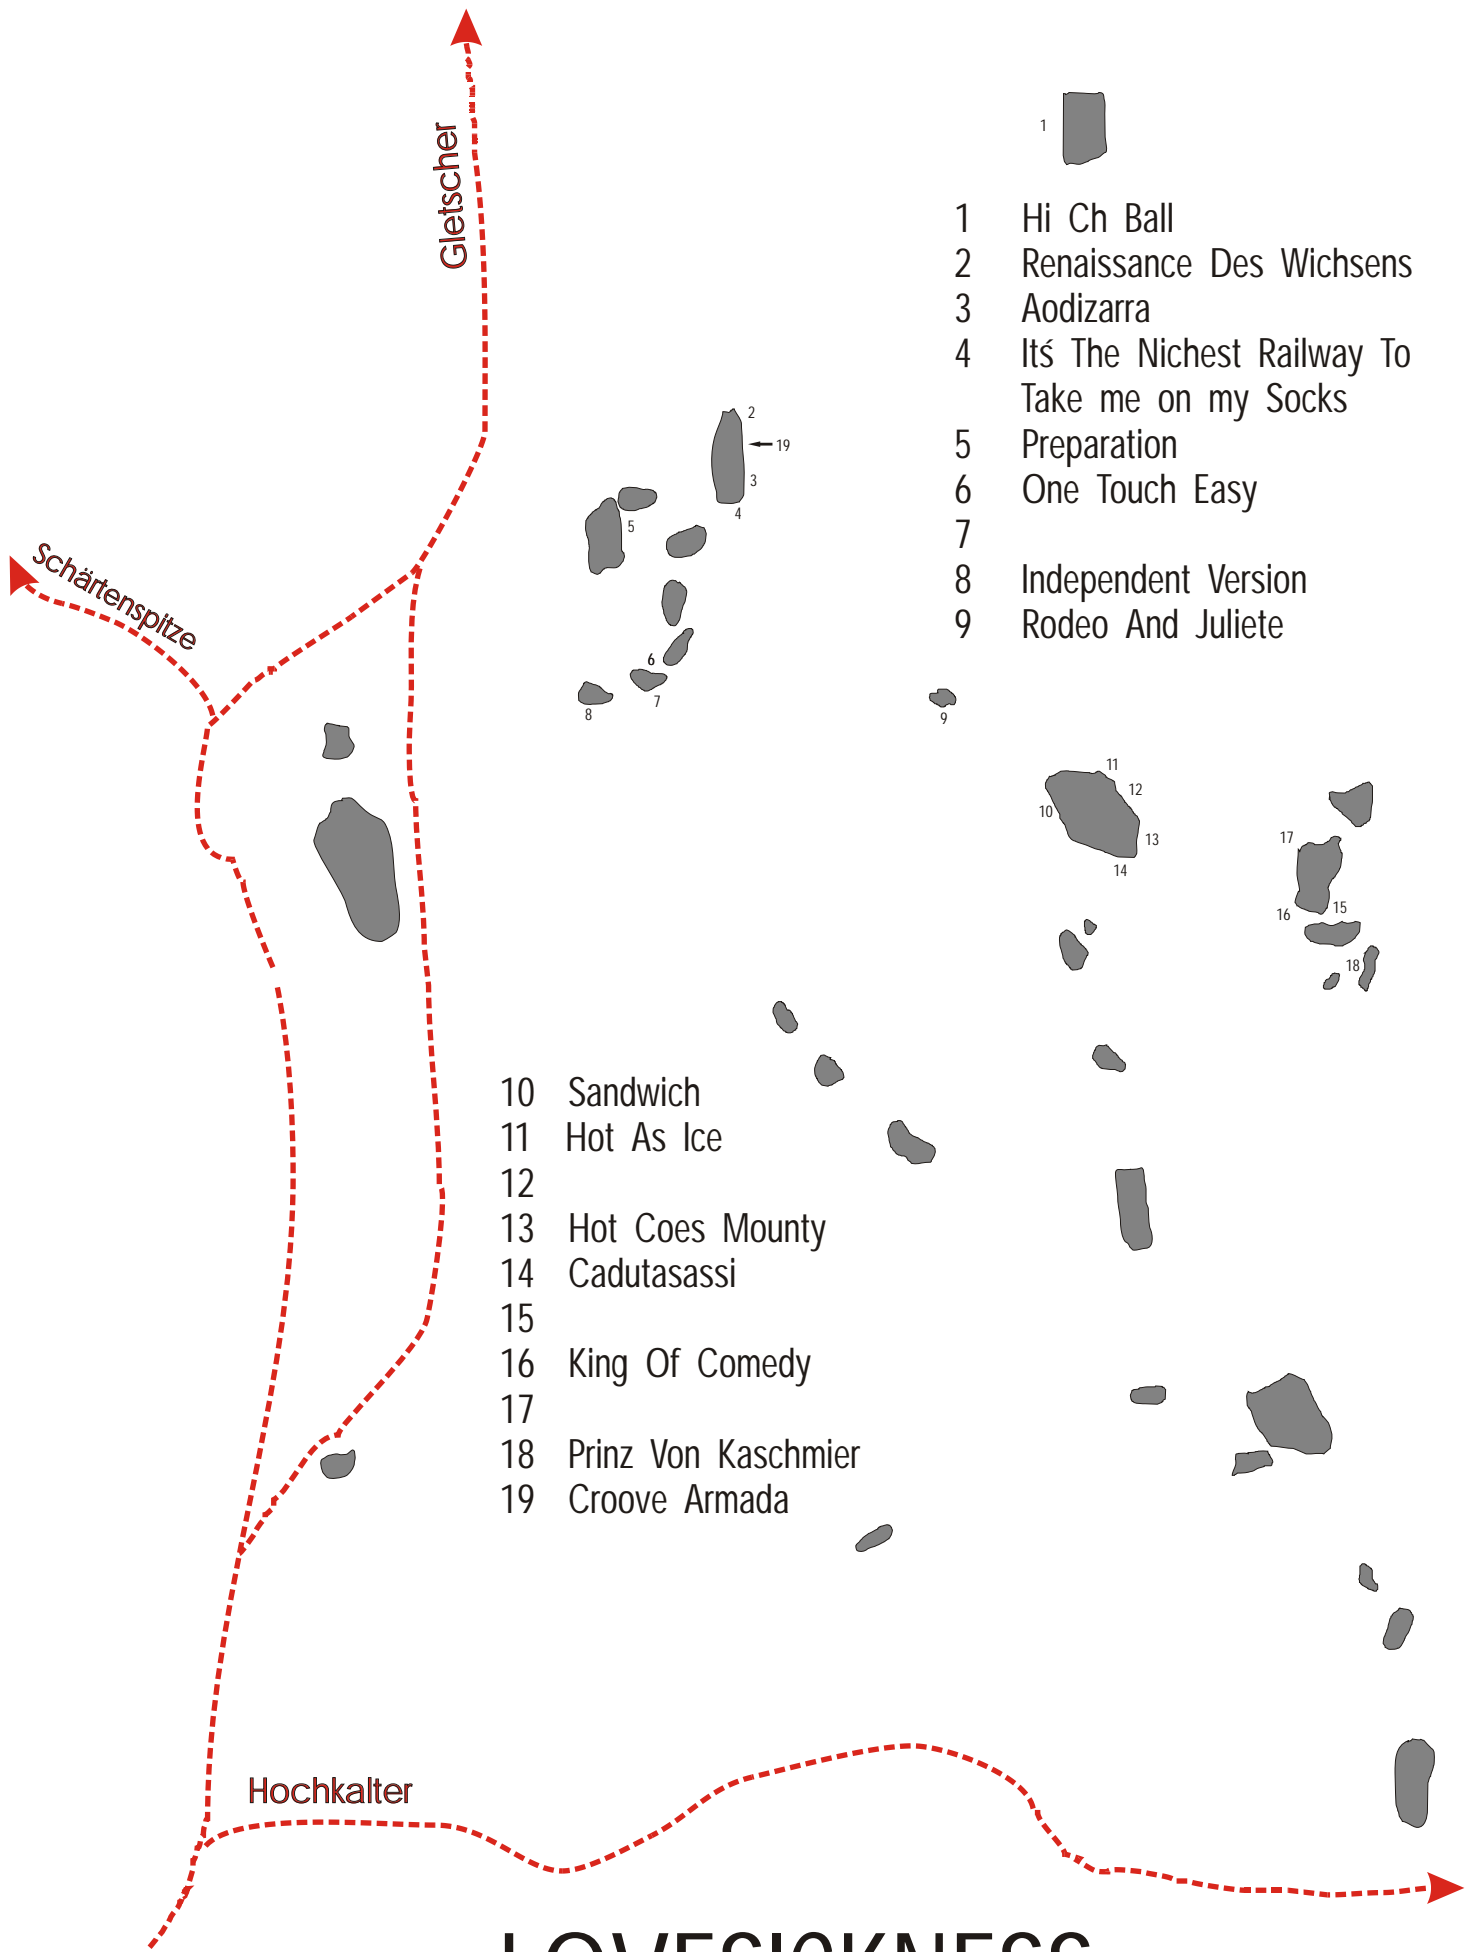 Gletscher
1
1 Hi Ch Ball
2 Renaissance Des Wichsens
3 Aodizarra
4 Itś The Nichest Railway To
Take me on my Socks
5 Preparation
6 One Touch Easy
7
8 Independent Version
9 Rodeo And Juliete
2
19
3
4
5
Schärtenspitze
6
7
8
9
11
12
10
13
14
17
16
15
18
10 Sandwich
11 Hot As Ice
12
13 Hot Coes Mounty
14 Cadutasassi
15
16 King Of Comedy
17
18 Prinz Von Kaschmier
19 Croove Armada
Hochkalter
LOVESICKNESS